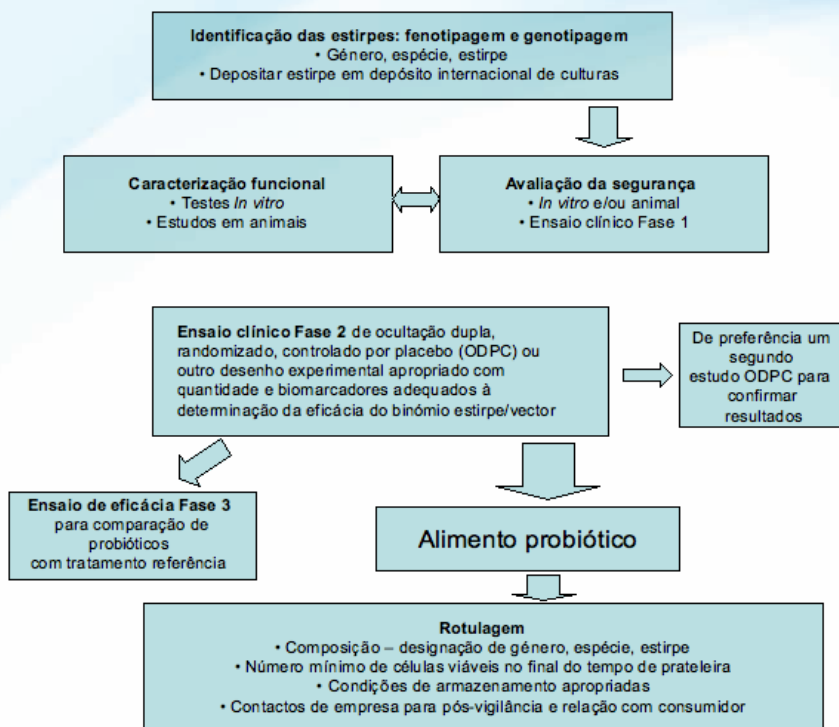 Identificação das estirpes: fenotipagem e genotipagem
• Género, espécie, estirpe
• Depositar estirpe em depósito internacional de culturas
Caracterização funcional
• Testes In vitro
• Estudos em animais
Avaliação da segurança
• In vitro e/ou animal
• Ensaio clínico Fase 1
Ensaio clínico Fase 2 de ocultação dupla,
randomizado, controlado por placebo (ODPC) ou
outro desenho experimental apropriado com
quantidade e biomarcadores adequados à
determinação da eficácia do binómio estirpe/vector
De preferência um
segundo
estudo ODPC para
confirmar
resultados
Ensaio de eficácia Fase 3
para comparação de
probióticos
com tratamento referência
Alimento probiótico
Rotulagem
• Composição – designação de género, espécie, estirpe
• Número mínimo de células viáveis no final do tempo de prateleira
• Condições de armazenamento apropriadas
• Contactos de empresa para pós-vigilância e relação com consumidor